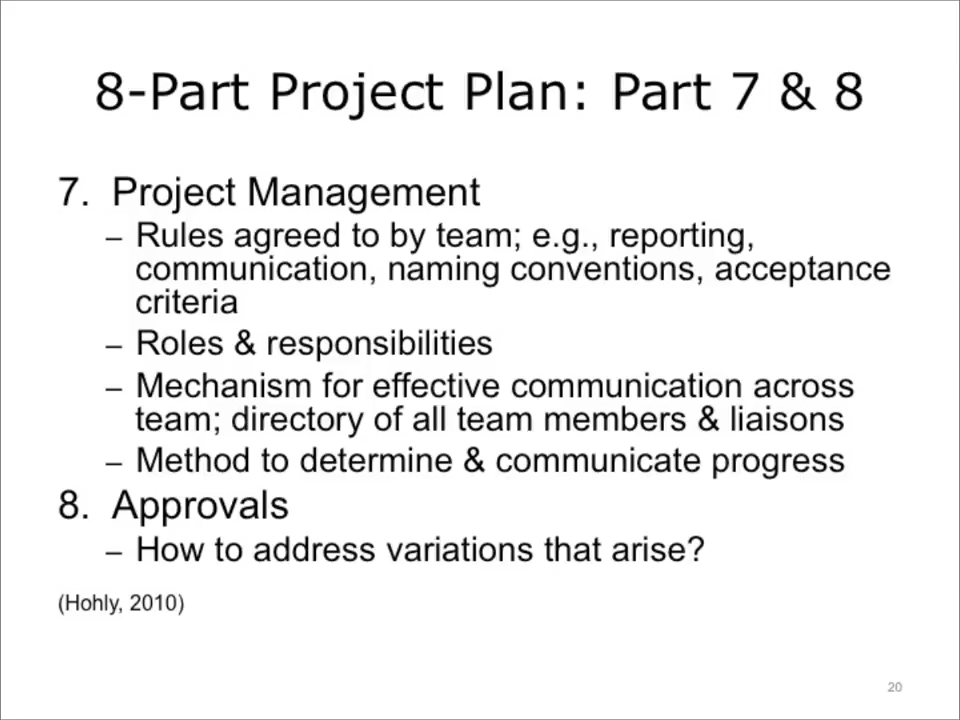 8-Part Project Plan: Part 7 & 8
7. Project Management
– Rules agreed to by team; e.g., reporting,
communication, naming conventions, acceptance
criteria
– Roles & responsibilities
– Mechanism for effective communication across
team; directory of all team members & liaisons
– Method to determine & communicate progress
8. Approvals
– How to address variations that arise?
(Hohly, 2010)
20